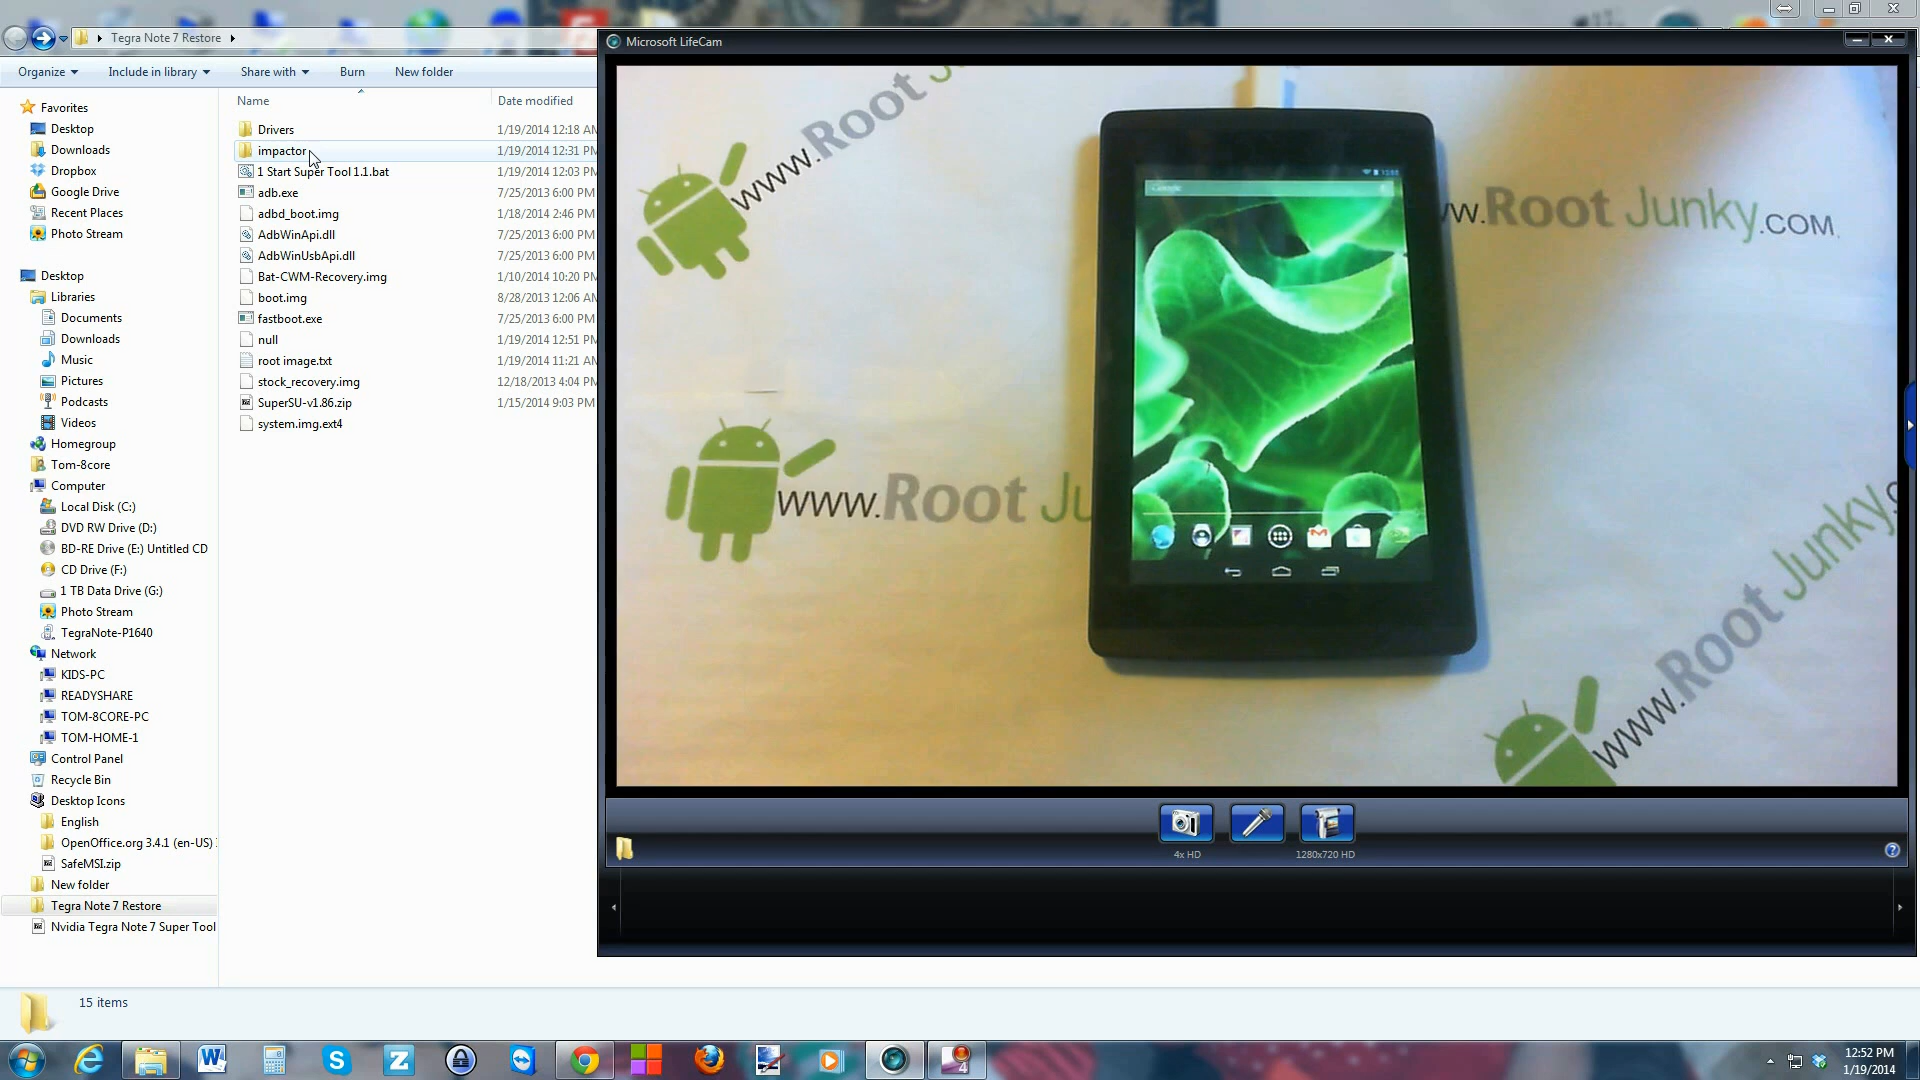 Tegra Note 7 Restore
Organize
Include in library
Share with
Burn
New folder
Name
Date modified
Favorites
Desktop
Downloads
Dropbox
Google Drive
Recent Places
Photo Stream
Desktop
Libraries
Documents
Downloads
Music
Pictures
Podcasts
Videos
Homegroup
Tom-8core
Computer
Local Disk (C:)
DVD RW Drive (D:)
BD-RE Drive (E:) Untitled CD
CD Drive (F:)
1 TB Data Drive (G:)
Photo Stream
TegraNote-P1640
Network
KIDS-PC
READYSHARE
TOM-8CORE-PC
TOM-HOME-1
Control Panel
Recycle Bin
Desktop Icons
English
OpenOffice.org 3.4.1 (en-US)
SafeMSI.zip
New folder
Tegra Note 7 Restore
Nvidia Tegra Note 7 Super Tool
Drivers 1/19/2014 12:18 AM
impactor 1/19/2014 12:31 PM
1 Start Super Tool 1.1.bat 1/19/2014 12:03 PM
adb.exe 7/25/2013 6:00 PM
adbd_boot.img 1/18/2014 2:46 PM
AdbWinApi.dll 7/25/2013 6:00 PM
AdbWinUsbApi.dll 7/25/2013 6:00 PM
Bat-CWM-Recovery.img 1/10/2014 10:20 PM
boot.img 8/28/2013 12:06 AM
fastboot.exe 7/25/2013 6:00 PM
null 1/19/2014 12:51 PM
root image.txt 1/19/2014 11:21 AM
stock_recovery.img 12/18/2013 4:04 PM
SuperSU-v1.86.zip 1/15/2014 9:03 PM
system.img.ext4
Microsoft LifeCam
www.Root J
Google
ww.Root Junky.COM
www.Root Ju
www.Root Junky.
4x HD
1280x720 HD
15 items
12:52 PM
1/19/2014